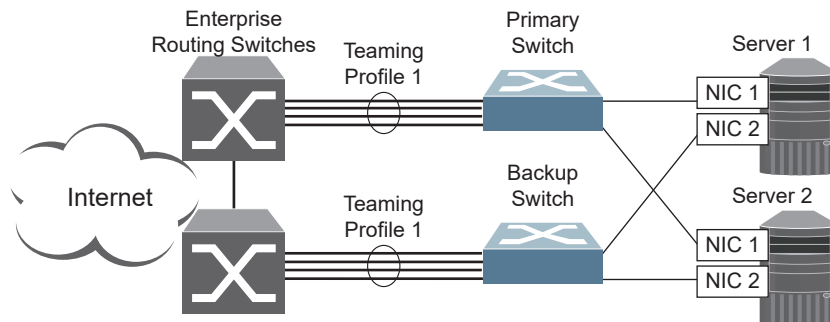 Enterprise
Routing Switches
Teaming
Profile 1
Primary
Switch
Server 1
NIC 1
NIC 2
Internet
Teaming
Profile 1
Backup
Switch
Server 2
NIC 1
NIC 2